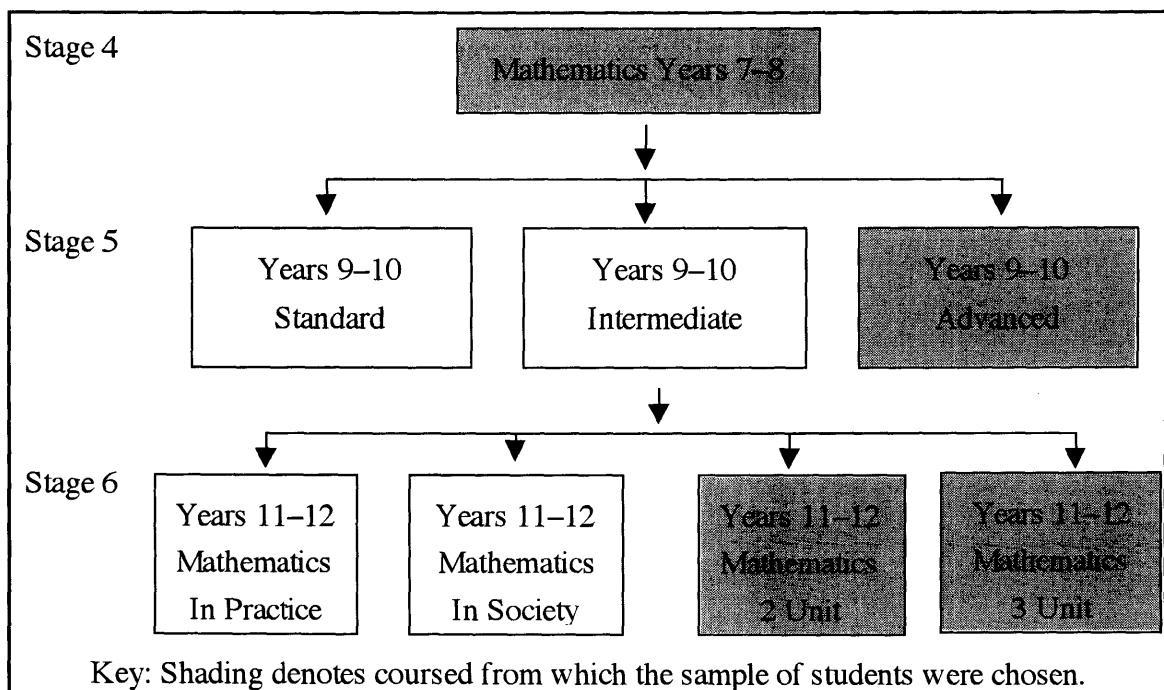 Stage 4
Mathematics Years 7–8
Stage 5
Years 9–10
Standard
Years 9–10
Intermediate
Years 9–10
Advanced
Stage 6
Years 11–12
Mathematics
In Practice
Years 11–12
Mathematics
In Society
Years 11–12
Mathematics
2 Unit
Years 11–12
Mathematics
3 Unit
Key: Shading denotes coursed from which the sample of students were chosen.